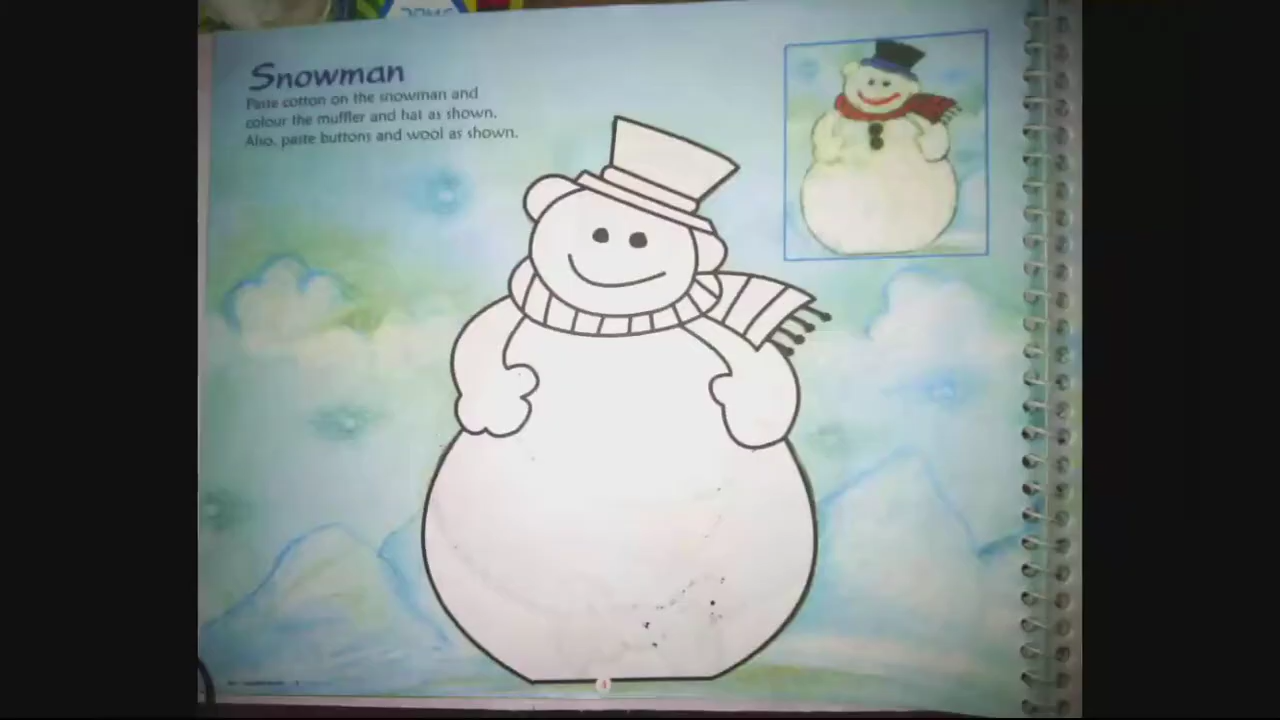 Snowman
Paste cotton on the snowman and
colour the muffler and hat as shown.
Also, paste buttons and wool as shown.